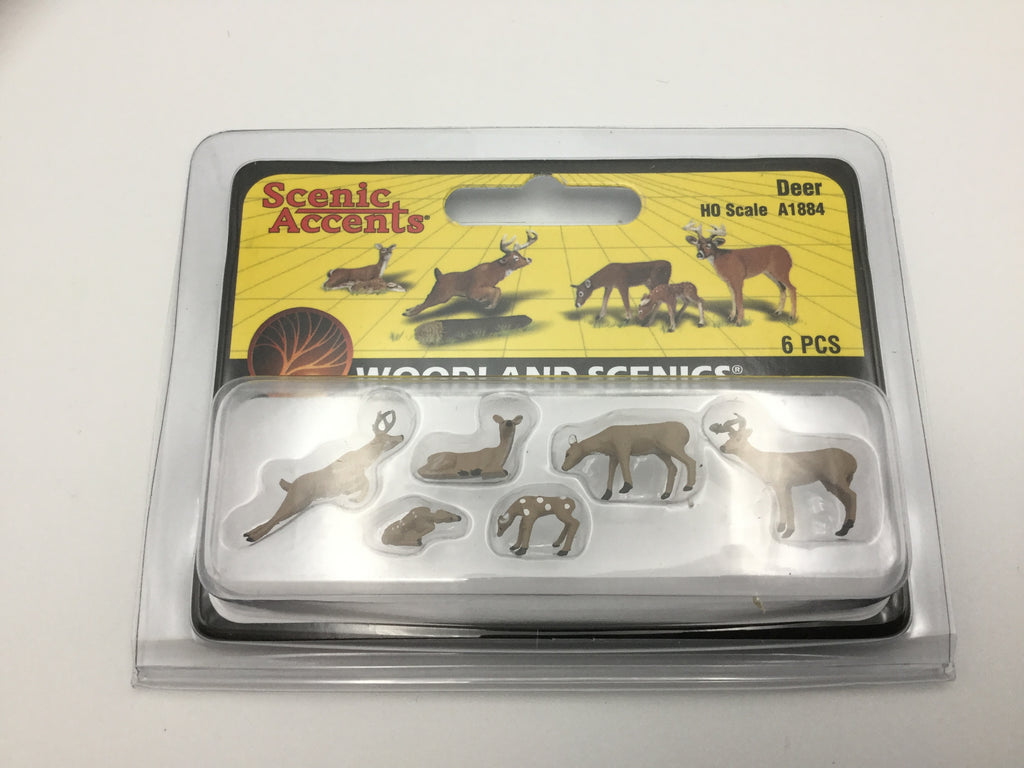 Scenic
Accents®
Deer
HO Scale A1884
6 PCS
WOODLAND SCENICS®